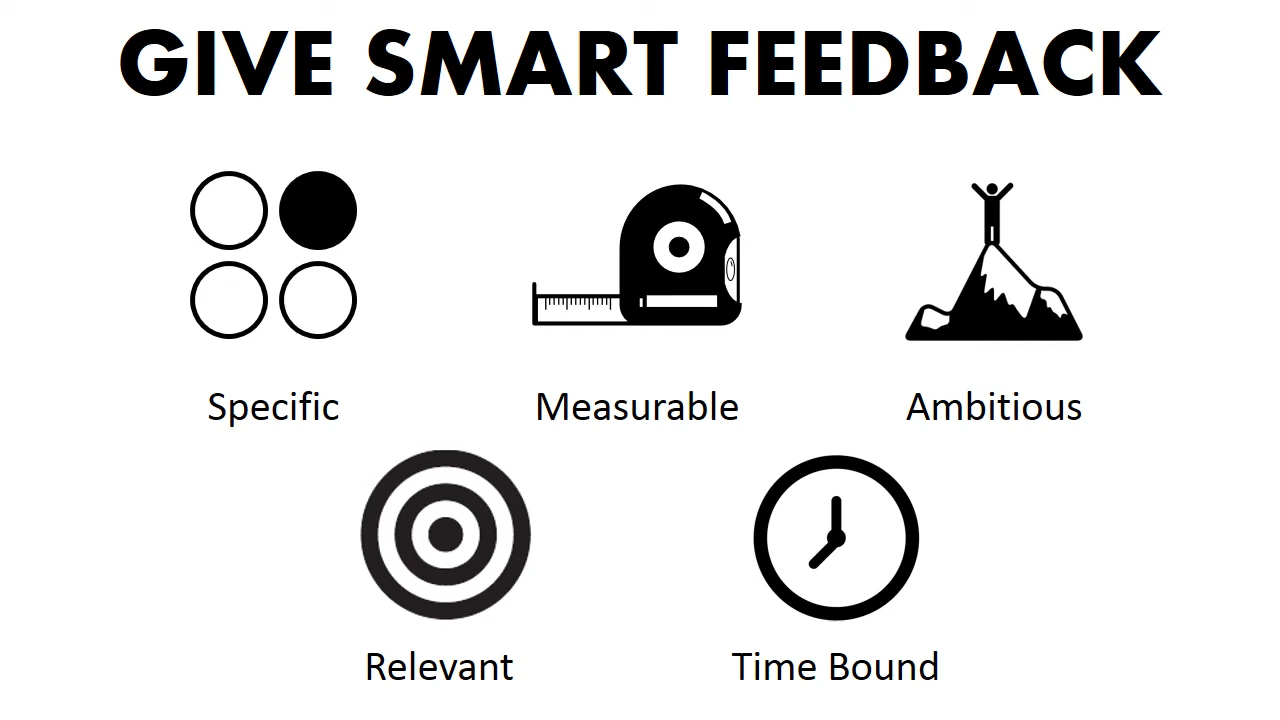 GIVE SMART FEEDBACK
Specific
Measurable
Ambitious
Relevant
Time Bound